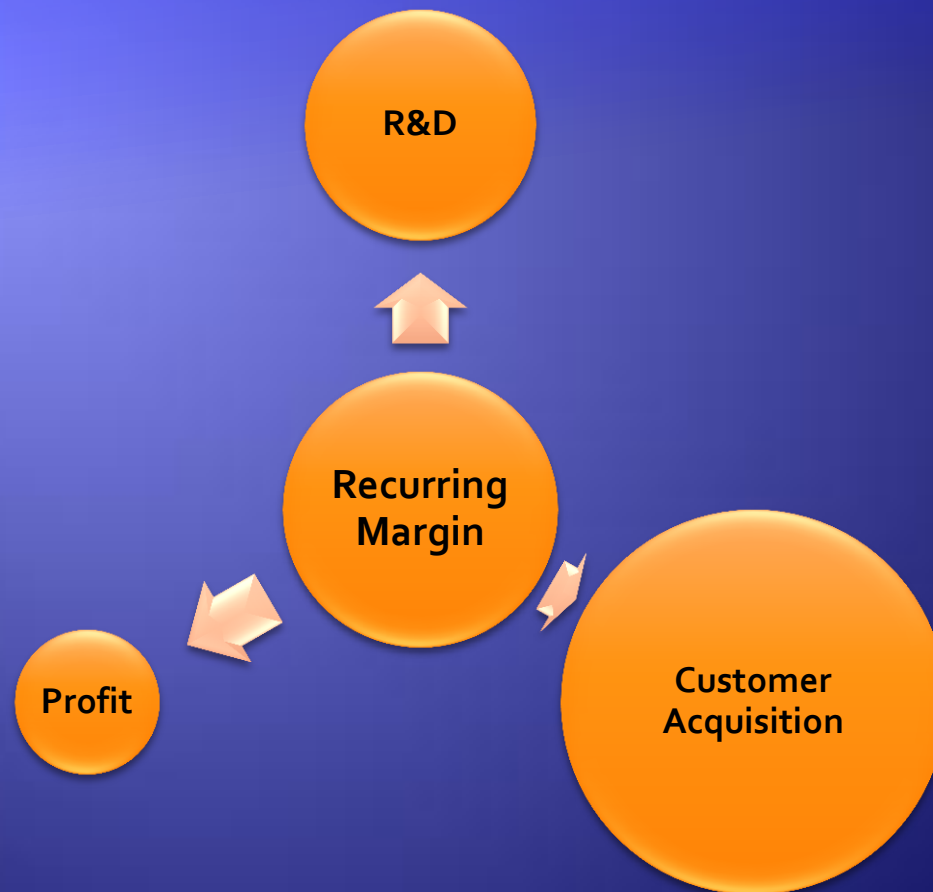 R&D
Recurring
Margin
Profit
Customer
Acquisition